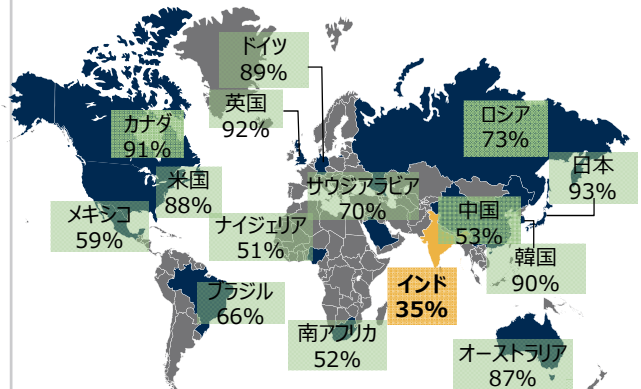 ドイツ
89%
英国
92%
カナダ
91%
ロシア
73%
日本
93%
米国
88%
サウジアラビア
70%
メキシコ
59%
ナイジェリア
51%
中国
53%
韓国
90%
インド
35%
ブラジル
66%
南アフリカ
52%
オーストラリア
87%